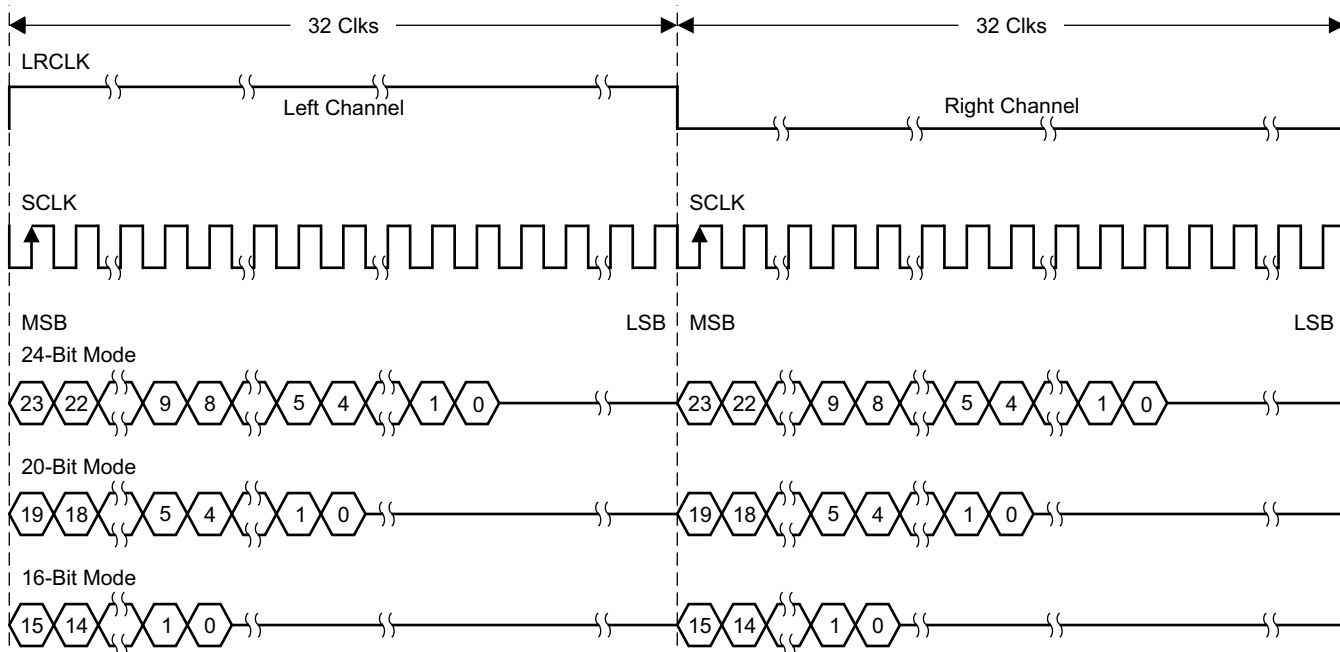 32 Clks 32 Clks
LRCLK
Left Channel Right Channel
SCLK SCLK
MSB LSB MSB LSB
24-Bit Mode
23 22 9 8 5 4 1 0 23 22 9 8 5 4 1 0
20-Bit Mode
19 18 5 4 1 0 19 18 5 4 1 0
16-Bit Mode
15 14 1 0 15 14 1 0